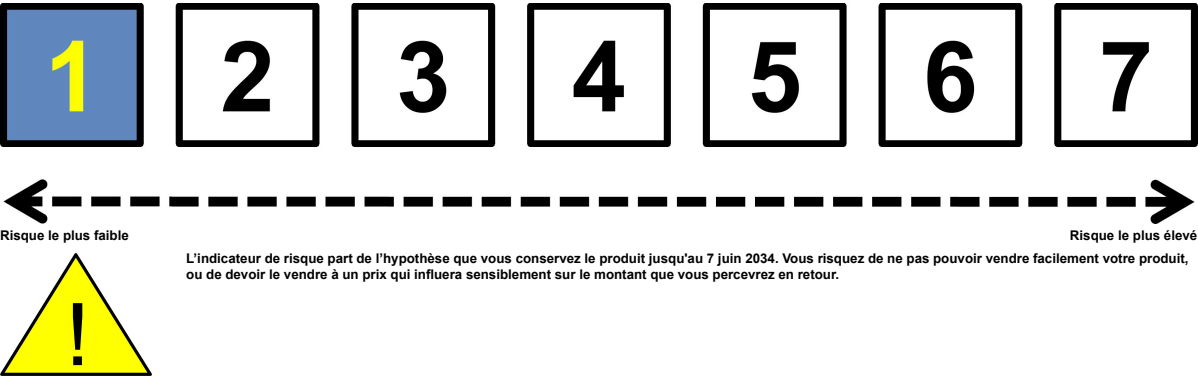 1 2 3 4 5 6 7
Risque le plus faible Risque le plus élevé
L'indicateur de risque part de l’hypothèse que vous conservez le produit jusqu'au 7 juin 2034. Vous risquez de ne pas pouvoir vendre facilement votre produit,
ou de devoir le vendre à un prix qui influera sensiblement sur le montant que vous percevrez en retour.
!